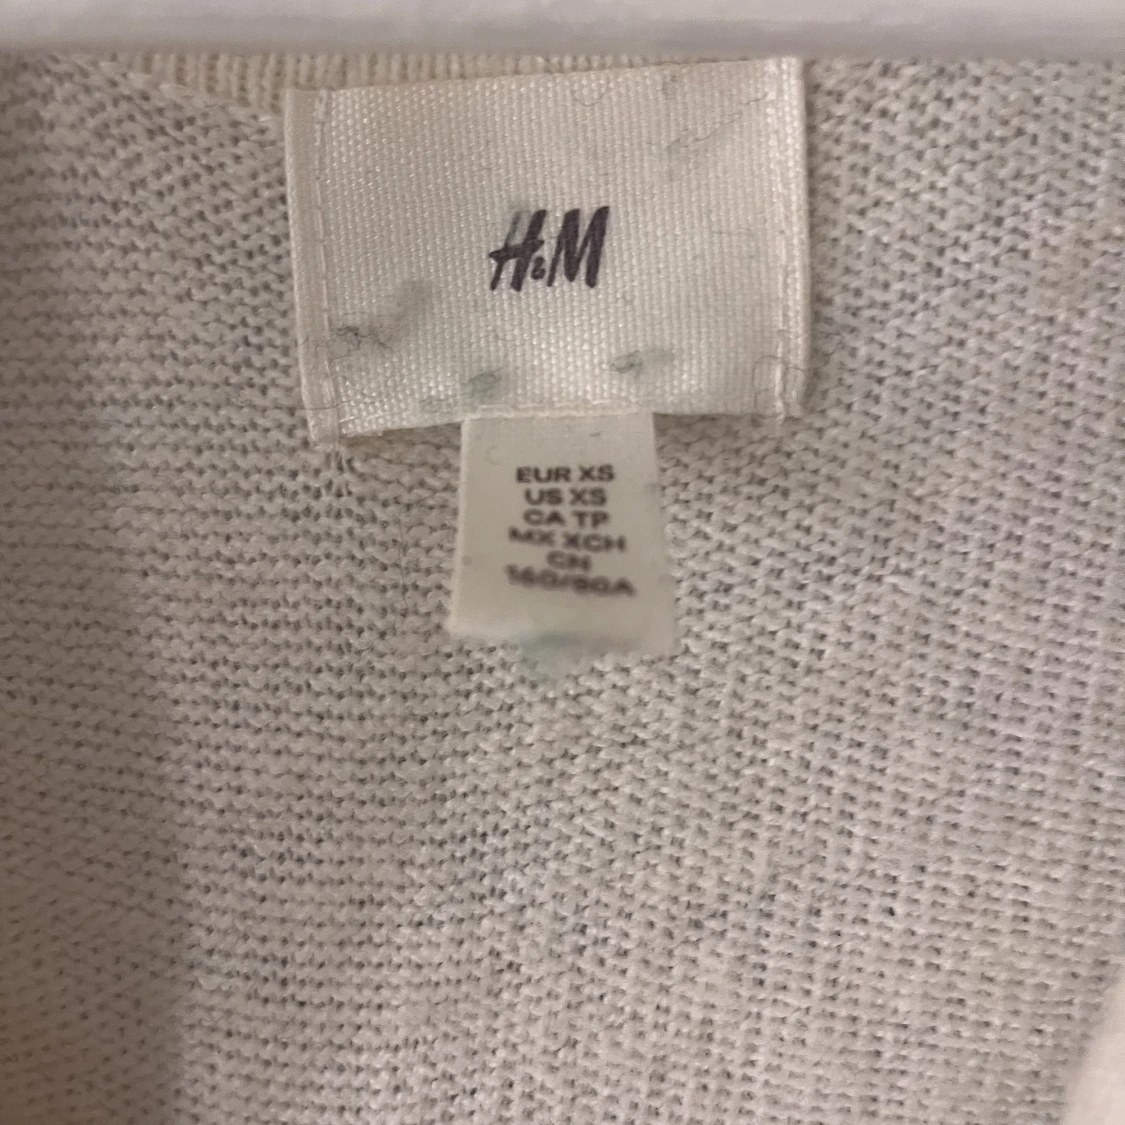 H&M
EUR XS
US XS
CA TP
MX XCH
CN
160/80A